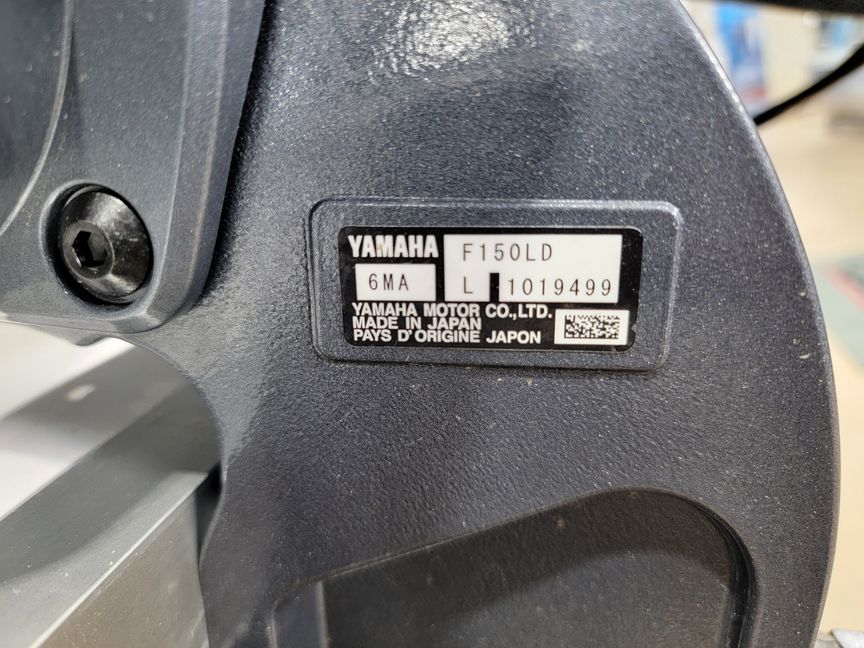 YAMAHA F150LD
6MA L 1019499
YAMAHA MOTOR CO.,LTD.
MADE IN JAPAN
PAYS D'ORIGINE JAPON